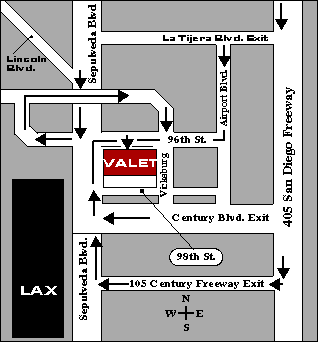 Sepulveda Blvd
La Tijera Blvd. Exit
Lincoln
Blvd.
Airport Blvd.
405 San Diego Freeway
96th St.
VALET
Vicksburg
Century Blvd. Exit
98th St.
Sepulveda Blvd.
LAX
105 Century Freeway Exit
N
W E
S